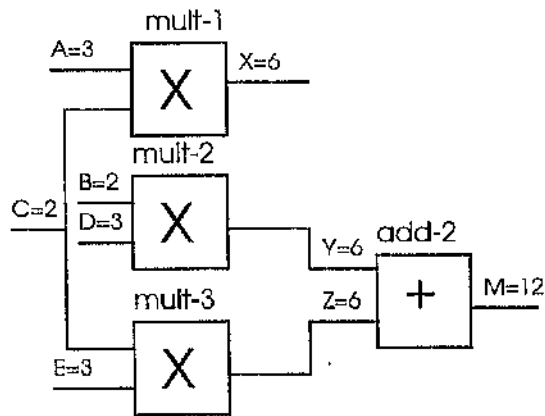 mult-1
A=3
X=6
X
mult-2
B=2
C=2
D=3
X
Y=6
add-2
mult-3
Z=6
+
M=12
E=3
X